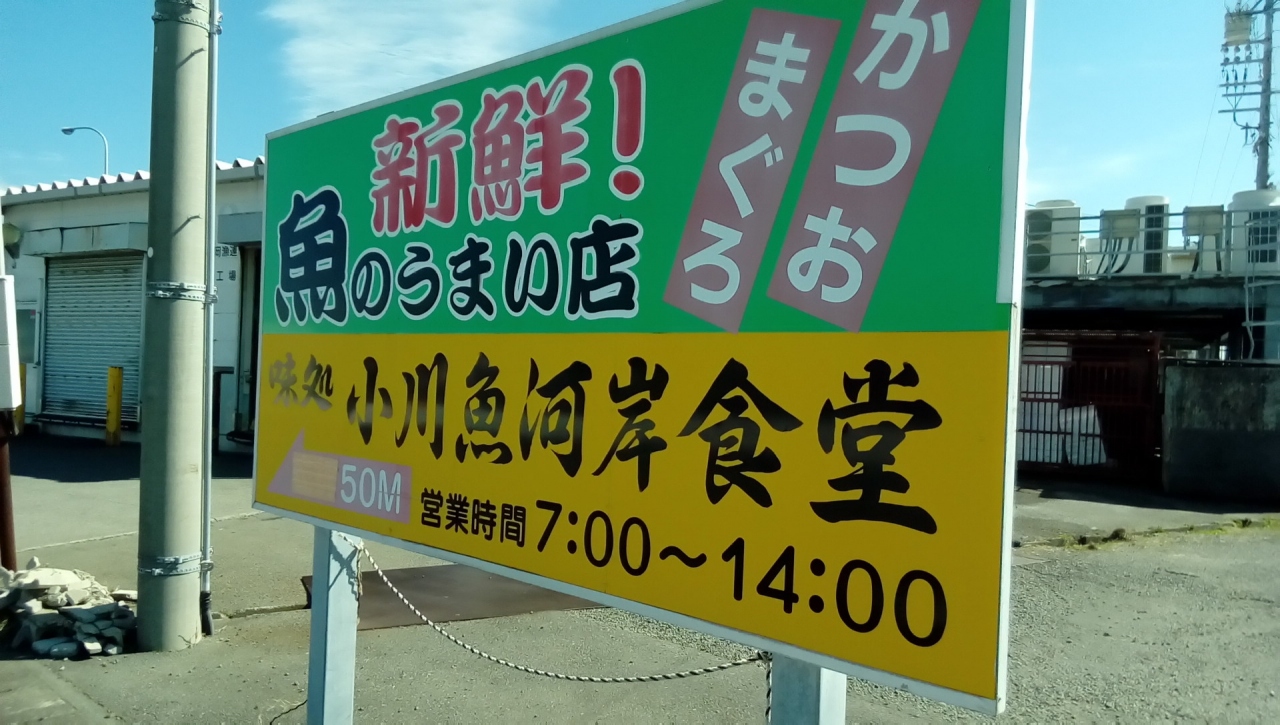 新鮮!
魚のうまい店
まぐろ
かつお
味処 小川魚河岸食堂
50M
営業時間 7:00~14:00